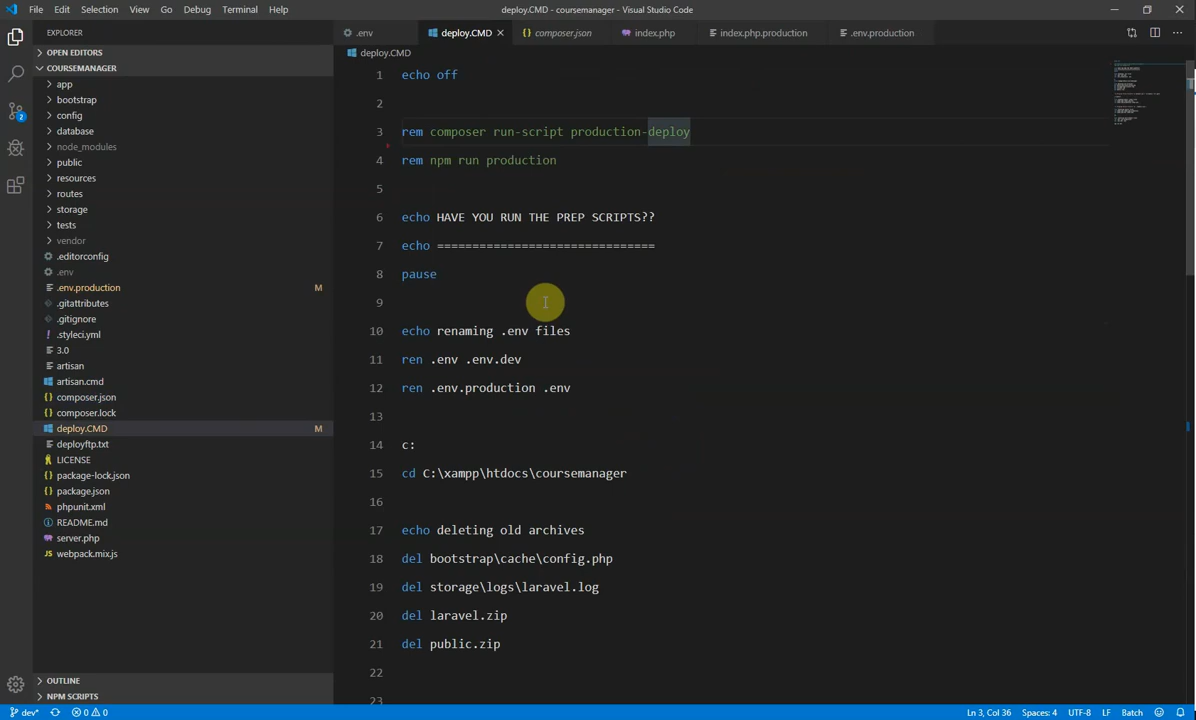 File Edit Selection View Go Debug Terminal Help
deploy.CMD - coursemanager - Visual Studio Code
EXPLORER
OPEN EDITORS
COURSEMANAGER
app
bootstrap
config
database
node_modules
public
resources
routes
storage
tests
vendor
.editorconfig
.env
.env.production M
.gitattributes
.gitignore
.styleci.yml
3.0
artisan
artisan.cmd
composer.json
composer.lock
deploy.CMD M
deployftp.txt
LICENSE
package-lock.json
package.json
phpunit.xml
README.md
server.php
webpack.mix.js
OUTLINE
NPM SCRIPTS
.env deploy.CMD composer.json index.php index.php.production .env.production
deploy.CMD
1 echo off
2
3 rem composer run-script production-deploy
4 rem npm run production
5
6 echo HAVE YOU RUN THE PREP SCRIPTS??
7 echo ===============================
8 pause
9
10 echo renaming .env files
11 ren .env .env.dev
12 ren .env.production .env
13
14 c:
15 cd C:\xampp\htdocs\coursemanager
16
17 echo deleting old archives
18 del bootstrap\cache\config.php
19 del storage\logs\laravel.log
20 del laravel.zip
21 del public.zip
22
23
2
dev* 0 0 Ln 3, Col 36 Spaces: 4 UTF-8 LF Batch